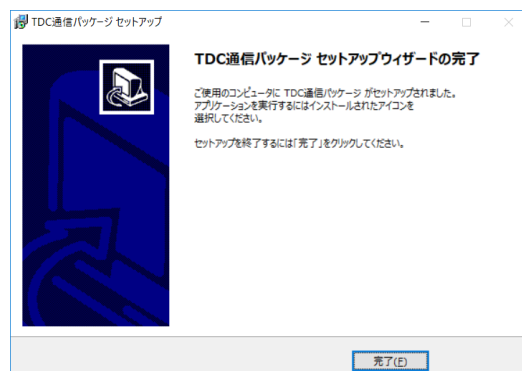 TDC通信パッケージ セットアップ
TDC通信パッケージ セットアップウィザードの完了
ご使用のコンピュータに TDC通信パッケージ がセットアップされました。
アプリケーションを実行するにはインストールされたアイコンを
選択してください。
セットアップを終了するには「完了」をクリックしてください。
完了(F)